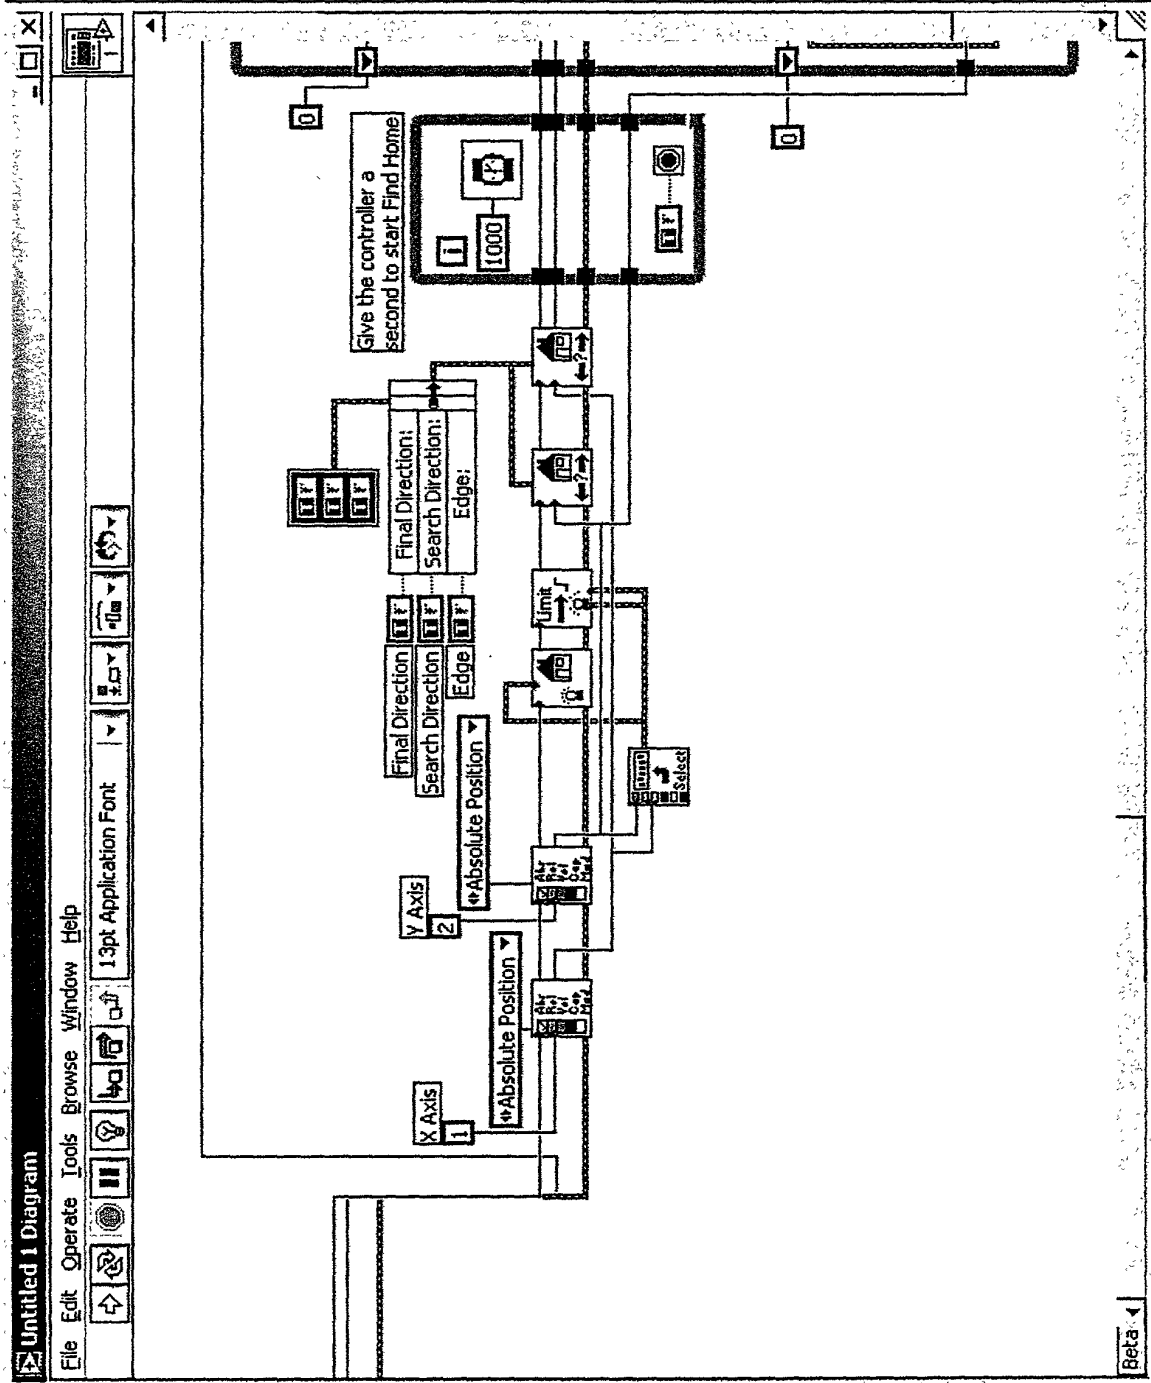 Untitled 1 Diagram
File Edit Operate Tools Browse Window Help
13pt Application Font
X Axis
1
Absolute Position
Y Axis
2
Absolute Position
Final Direction
Search Direction
Edge
Final Direction:
Search Direction:
Edge:
Give the controller a
second to start Find Home
i
1000
0
0
Limit
Select
Beta